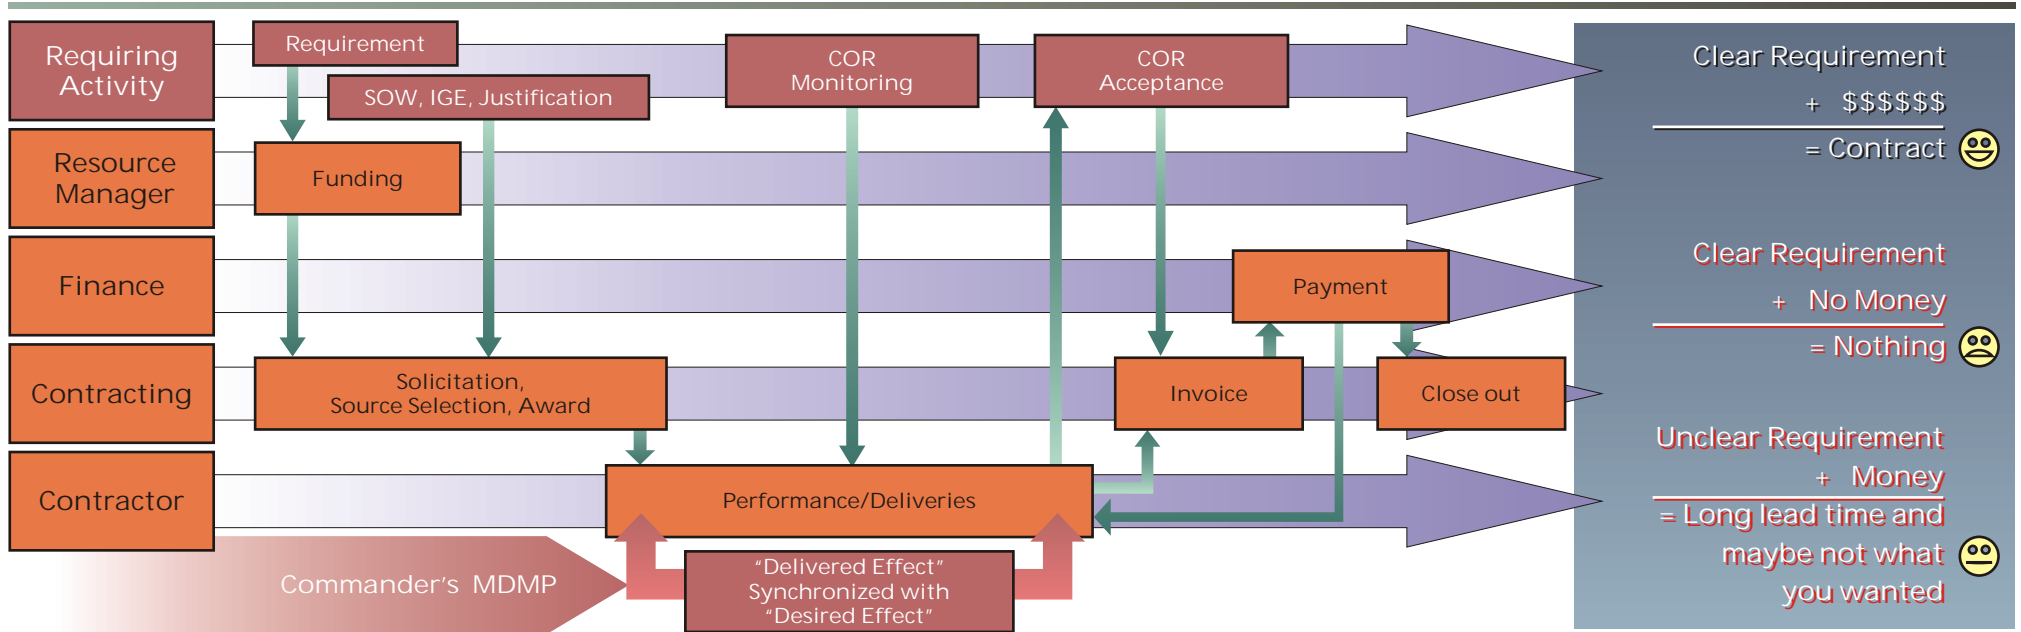 Requiring
Activity
Requirement
SOW, IGE, Justification
COR
Monitoring
COR
Acceptance
Resource
Manager
Funding
Finance
Payment
Contracting
Solicitation,
Source Selection, Award
Invoice
Close out
Contractor
Performance/Deliveries
Commander's MDMP
“Delivered Effect”
Synchronized with
“Desired Effect”
Clear Requirement
+ $$$$$$
= Contract
Clear Requirement
+ No Money
= Nothing
Unclear Requirement
+ Money
= Long lead time and
maybe not what
you wanted